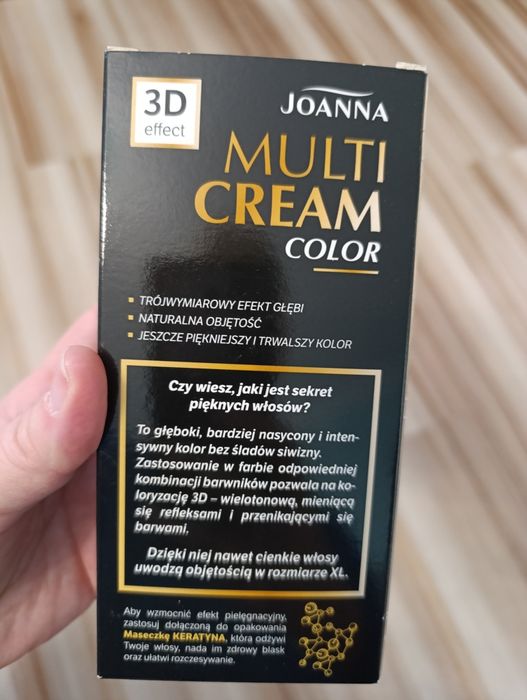 3D
effect
JOANNA
MULTI
CREAM
COLOR
▪ TRÓJWYMIAROWY EFEKT GŁĘBI
▪ NATURALNA OBJĘTOŚĆ
▪ JESZCZE PIĘKNIEJSZY I TRWALSZY KOLOR
Czy wiesz, jaki jest sekret
pięknych włosów?
To głęboki, bardziej nasycony i inten-
sywny kolor bez śladów siwizny.
Zastosowanie w farbie odpowiedniej
kombinacji barwników pozwala na ko-
loryzację 3D – wielotonową, mieniącą
się refleksami i przenikającymi się
barwami.
Dzięki niej nawet cienkie włosy
uwodzą objętością w rozmiarze XL.
Aby wzmocnić efekt pielęgnacyjny,
zastosuj dołączoną do opakowania
Maseczkę KERATYNA, która odżywi
Twoje włosy, nada im zdrowy blask
oraz ułatwi rozczesywanie.